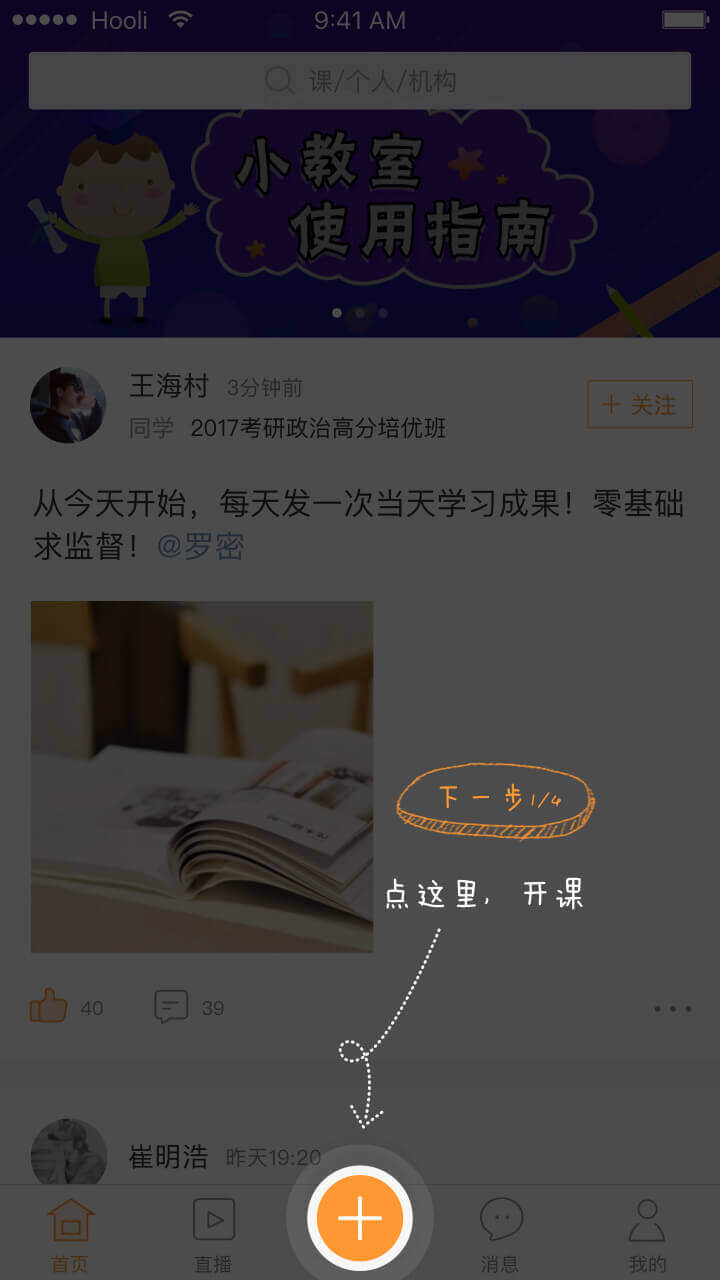 Hooli
9:41 AM
课/个人/机构
小教室
使用指南
王海村 3分钟前
同学 2017考研政治高分培优班
+ 关注
从今天开始，每天发一次当天学习成果！零基础
求监督！@罗密
下一步1/4
点这里，开课
40
39
崔明浩 昨天19:20
首页
直播
消息
我的